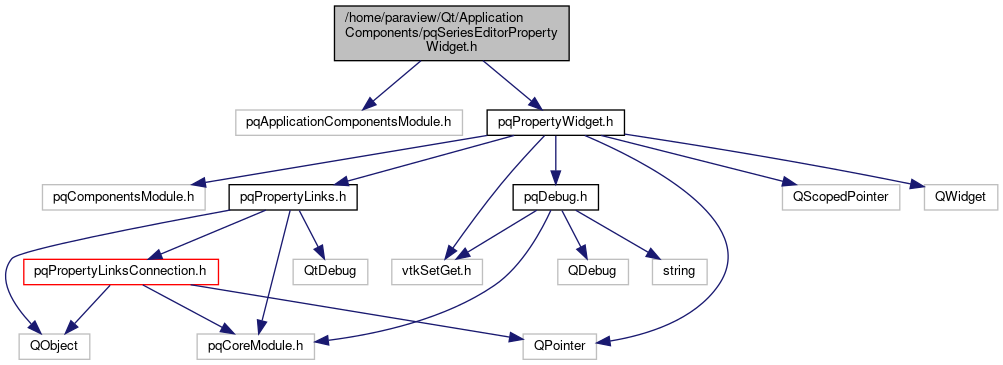 /home/paraview/Qt/Application
Components/pqSeriesEditorProperty
Widget.h
pqApplicationComponentsModule.h
pqPropertyWidget.h
pqComponentsModule.h
pqPropertyLinks.h
pqDebug.h
QScopedPointer
QWidget
pqPropertyLinksConnection.h
QtDebug
vtkSetGet.h
QDebug
string
QObject
pqCoreModule.h
QPointer